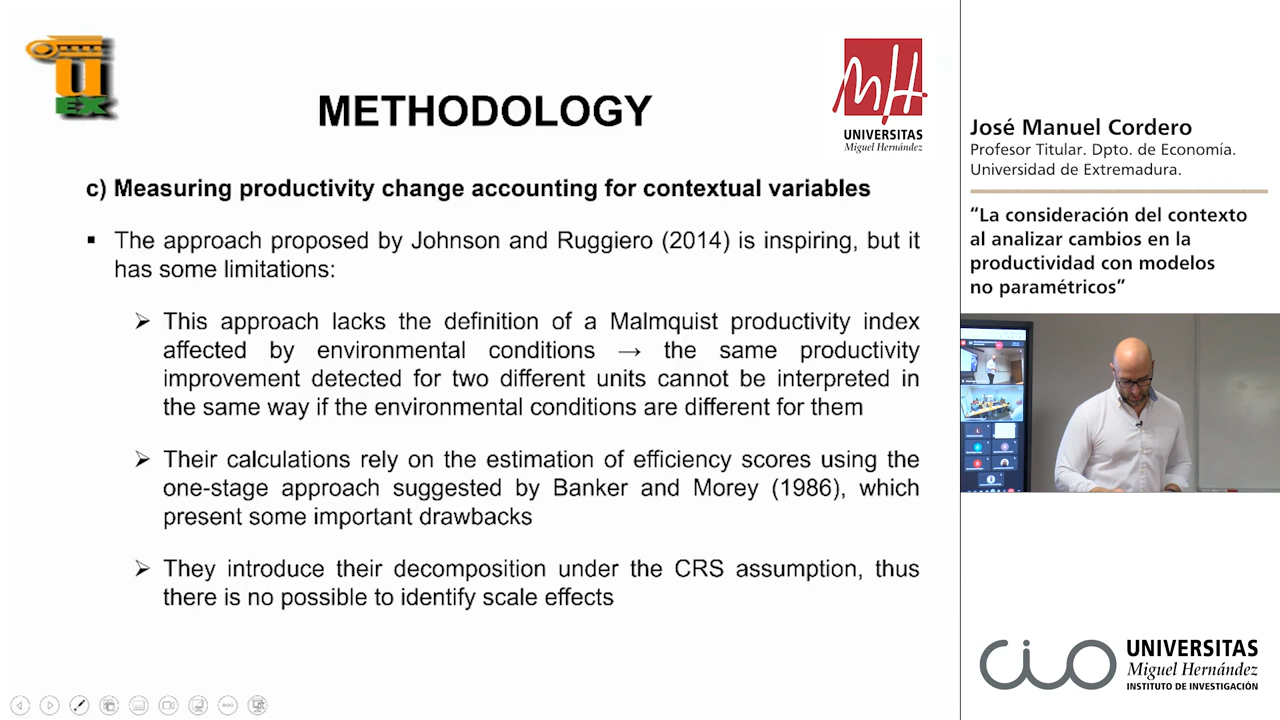 UEX
METHODOLOGY
MH
UNIVERSITAS
Miguel Hernández
c) Measuring productivity change accounting for contextual variables
▪ The approach proposed by Johnson and Ruggiero (2014) is inspiring, but it
has some limitations:
➢ This approach lacks the definition of a Malmquist productivity index
affected by environmental conditions → the same productivity
improvement detected for two different units cannot be interpreted in
the same way if the environmental conditions are different for them
➢ Their calculations rely on the estimation of efficiency scores using the
one-stage approach suggested by Banker and Morey (1986), which
present some important drawbacks
➢ They introduce their decomposition under the CRS assumption, thus
there is no possible to identify scale effects
José Manuel Cordero
Profesor Titular. Dpto. de Economía.
Universidad de Extremadura.
“La consideración del contexto
al analizar cambios en la
productividad con modelos
no paramétricos”
CIO
UNIVERSITAS
Miguel Hernández
INSTITUTO DE INVESTIGACIÓN